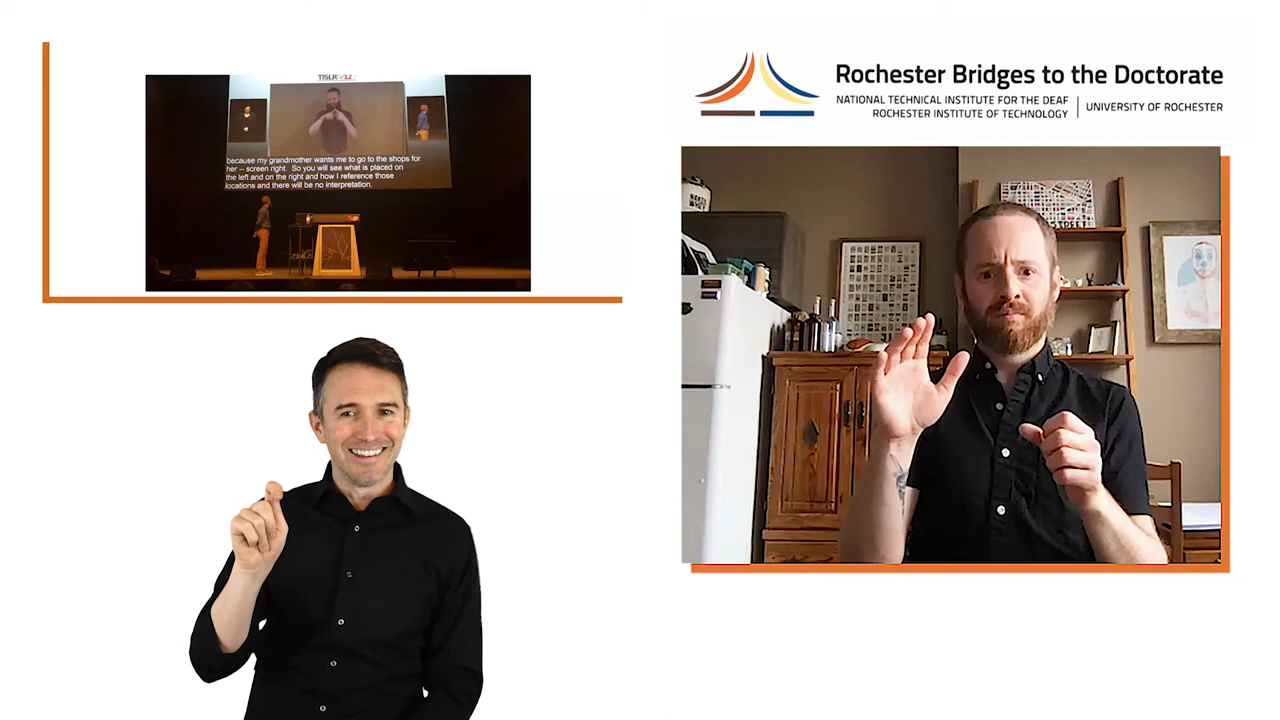 TISLR 12
because my grandmother wants me to go to the shops for
her – screen right. So you will see what is placed on
the left and on the right and how I reference those
locations and there will be no interpretation.
Rochester Bridges to the Doctorate
NATIONAL TECHNICAL INSTITUTE FOR THE DEAF
ROCHESTER INSTITUTE OF TECHNOLOGY
UNIVERSITY OF ROCHESTER